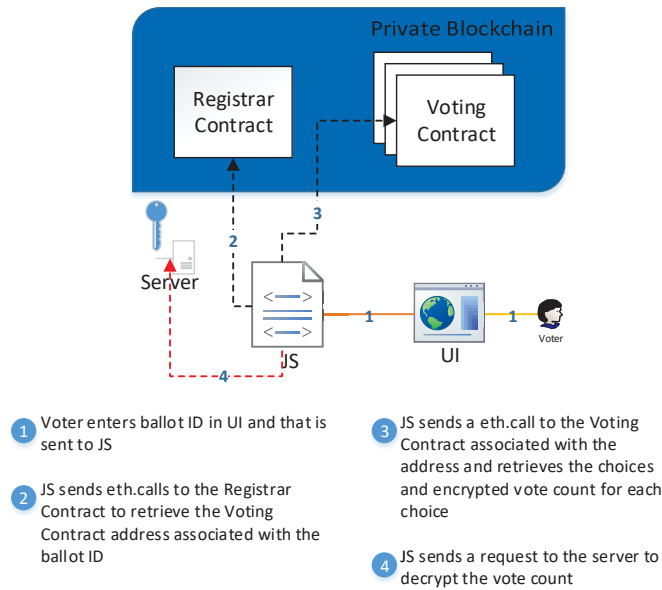 Private Blockchain
Registrar
Contract
Voting
Contract
3
2
Server
1
1
JS
UI
Voter
4
1 Voter enters ballot ID in UI and that is
sent to JS
2 JS sends eth.calls to the Registrar
Contract to retrieve the Voting
Contract address associated with the
ballot ID
3 JS sends a eth.call to the Voting
Contract associated with the
address and retrieves the choices
and encrypted vote count for each
choice
4 JS sends a request to the server to
decrypt the vote count